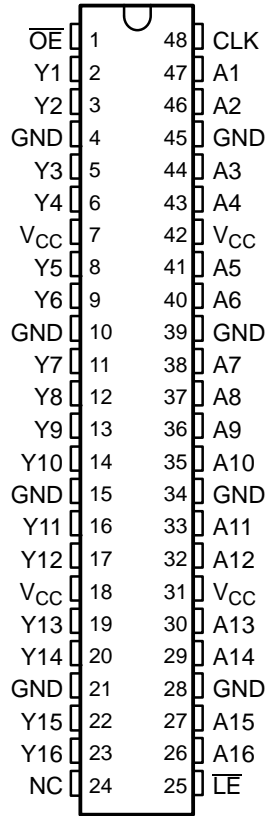 O̅E̅ 1 48 CLK
Y1 2 47 A1
Y2 3 46 A2
GND 4 45 GND
Y3 5 44 A3
Y4 6 43 A4
VCC 7 42 VCC
Y5 8 41 A5
Y6 9 40 A6
GND 10 39 GND
Y7 11 38 A7
Y8 12 37 A8
Y9 13 36 A9
Y10 14 35 A10
GND 15 34 GND
Y11 16 33 A11
Y12 17 32 A12
VCC 18 31 VCC
Y13 19 30 A13
Y14 20 29 A14
GND 21 28 GND
Y15 22 27 A15
Y16 23 26 A16
NC 24 25 L̅E̅